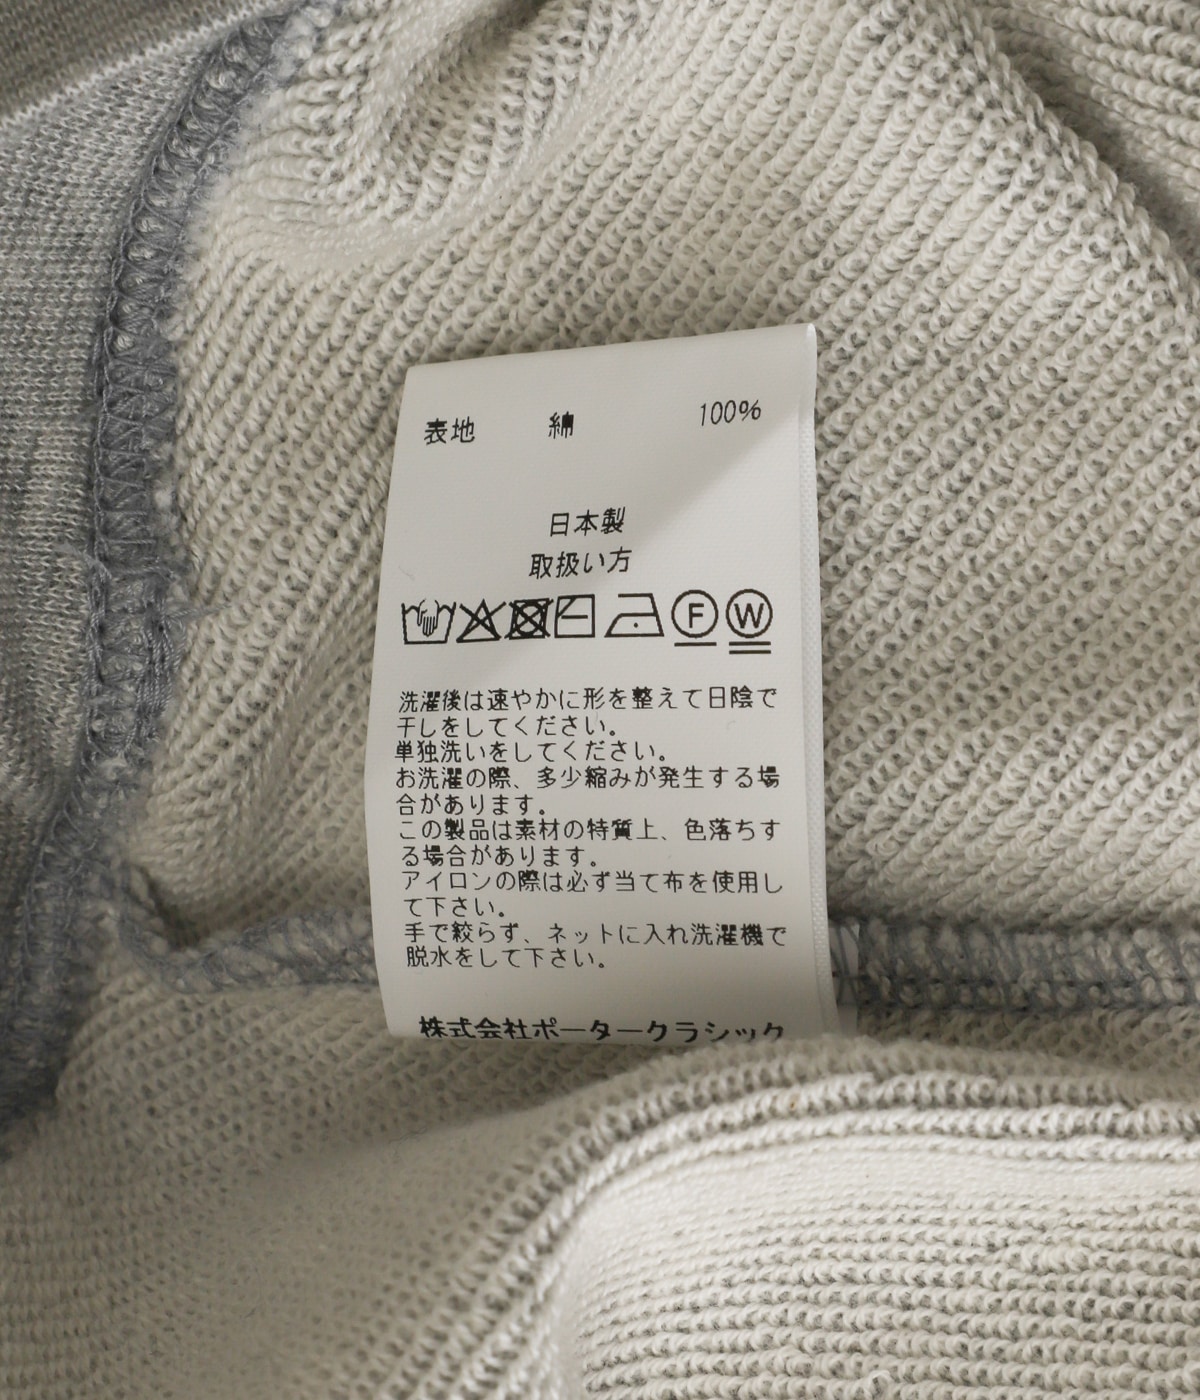 表地 綿 100%
日本製
取扱い方
F W
洗濯後は速やかに形を整えて日陰で
干しをしてください。
単独洗いをしてください。
お洗濯の際、多少縮みが発生する場
合があります。
この製品は素材の特質上、色落ちす
る場合があります。
アイロンの際は必ず当て布を使用し
て下さい。
手で絞らず、ネットに入れ洗濯機で
脱水をして下さい。
株式会社ポータークラシック